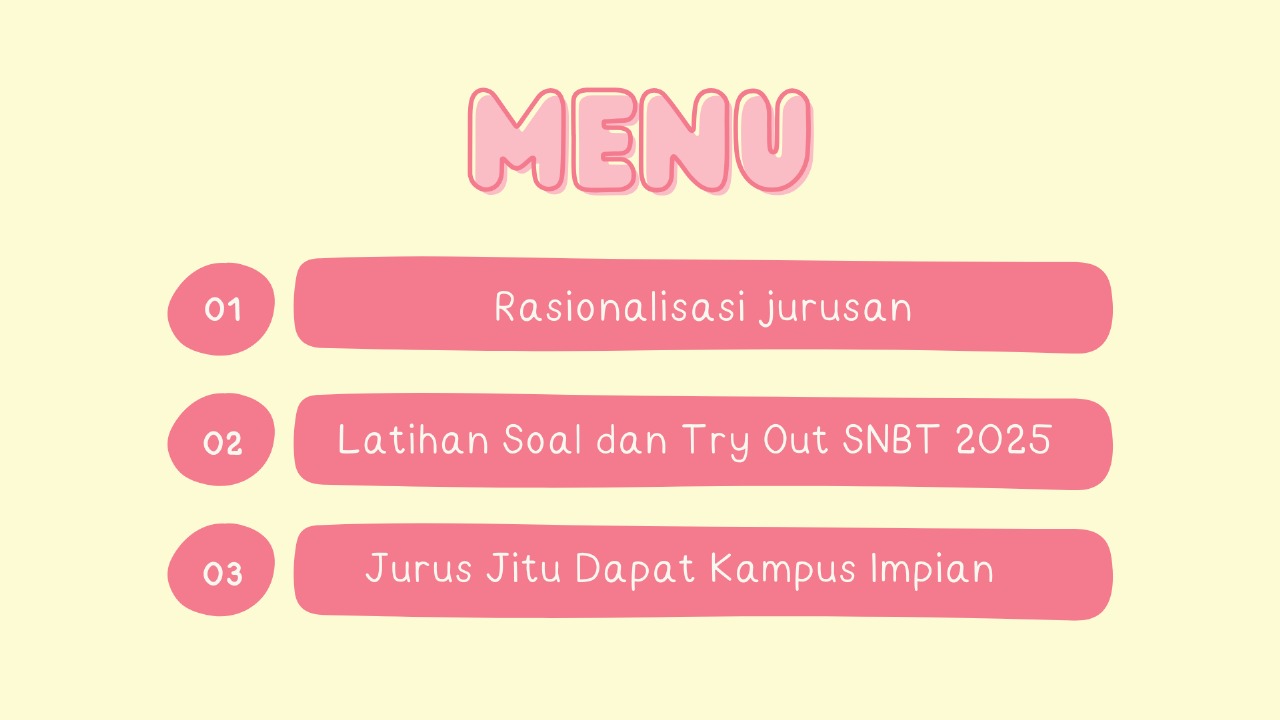 MENU
01 Rasionalisasi jurusan
02 Latihan Soal dan Try Out SNBT 2025
03 Jurus Jitu Dapat Kampus Impian